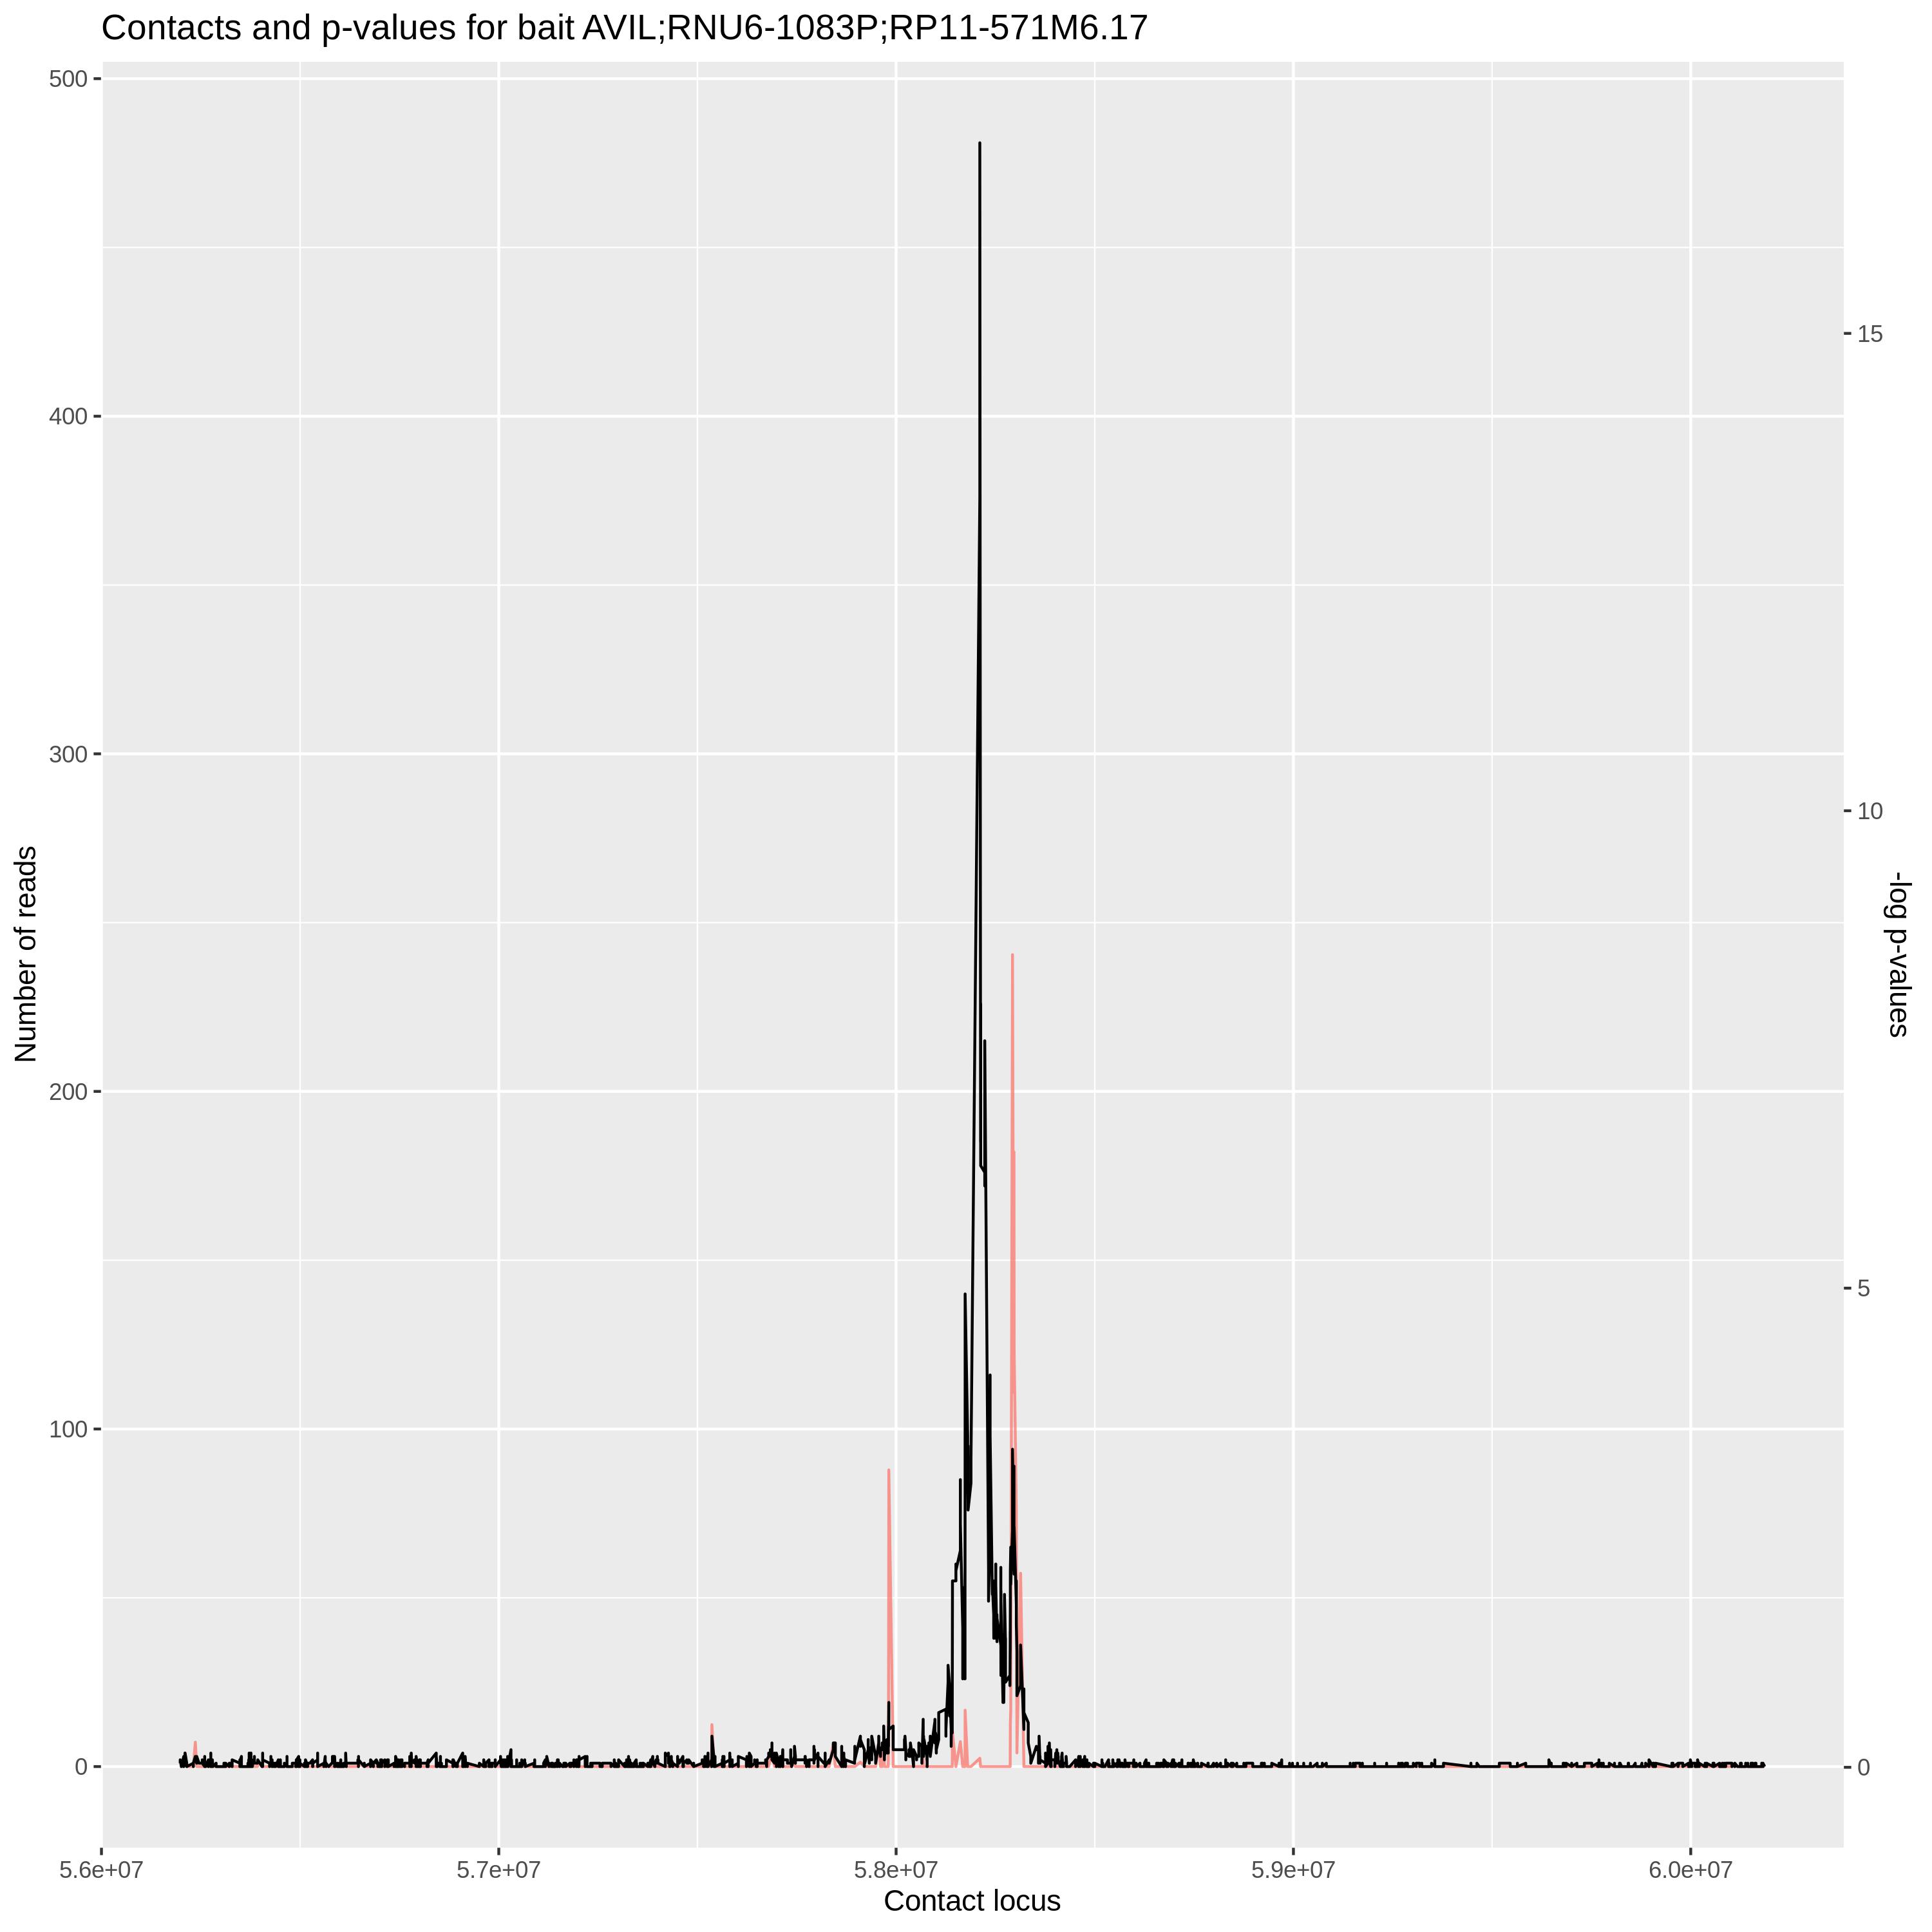 Contacts and p-values for bait AVIL;RNU6-1083P;RP11-571M6.17
500
400
300
200
100
0
Number of reads
15
10
5
0
-log p-values
5.6e+07
5.7e+07
5.8e+07
5.9e+07
6.0e+07
Contact locus